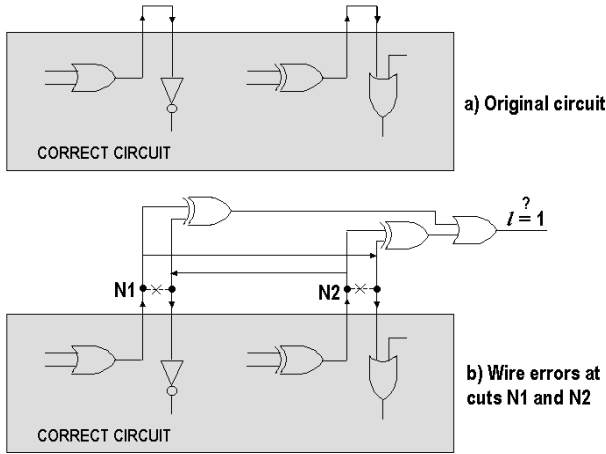 a) Original circuit
CORRECT CIRCUIT
?
l = 1
N1
N2
b) Wire errors at
cuts N1 and N2
CORRECT CIRCUIT